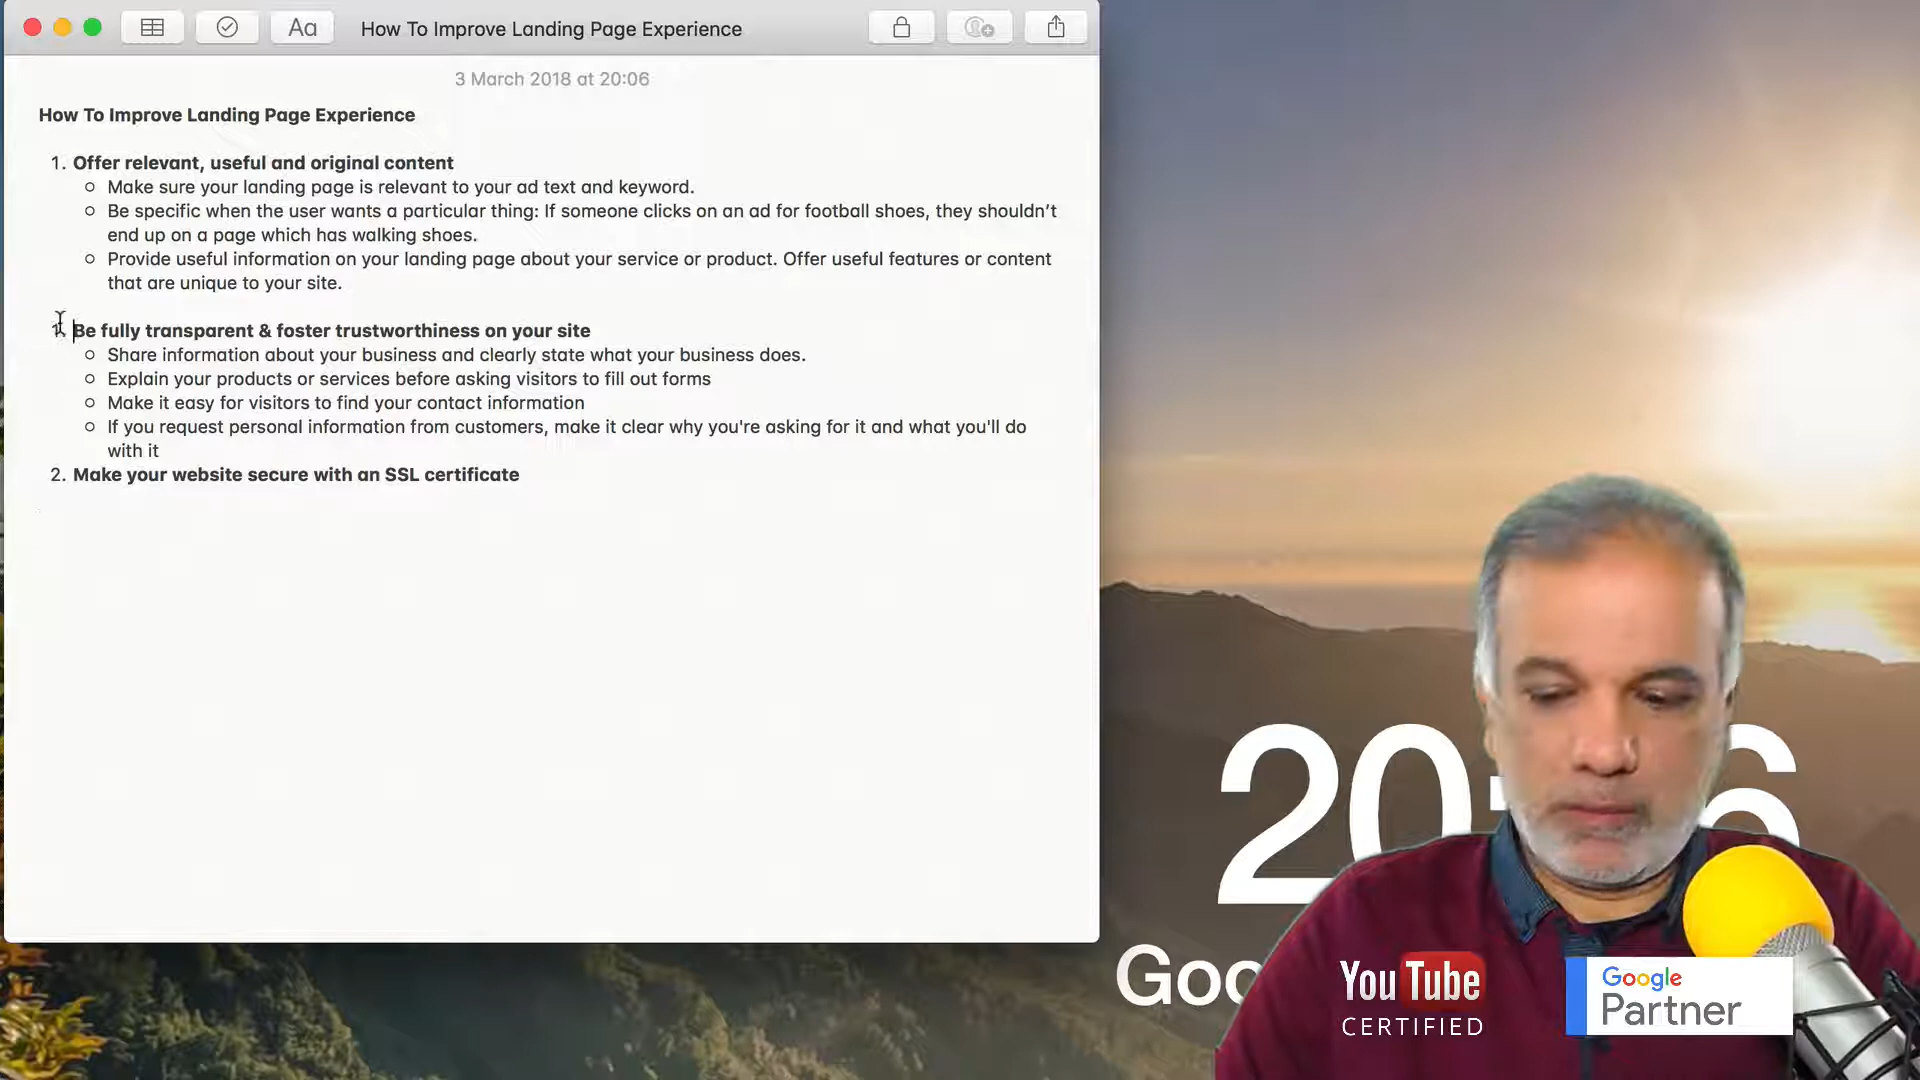 How To Improve Landing Page Experience
3 March 2018 at 20:06
How To Improve Landing Page Experience
1. Offer relevant, useful and original content
Make sure your landing page is relevant to your ad text and keyword.
Be specific when the user wants a particular thing: If someone clicks on an ad for football shoes, they shouldn’t
end up on a page which has walking shoes.
Provide useful information on your landing page about your service or product. Offer useful features or content
that are unique to your site.
Be fully transparent & foster trustworthiness on your site
Share information about your business and clearly state what your business does.
Explain your products or services before asking visitors to fill out forms
Make it easy for visitors to find your contact information
If you request personal information from customers, make it clear why you're asking for it and what you'll do
with it
2. Make your website secure with an SSL certificate
Aa
YouTube
CERTIFIED
Google
Partner